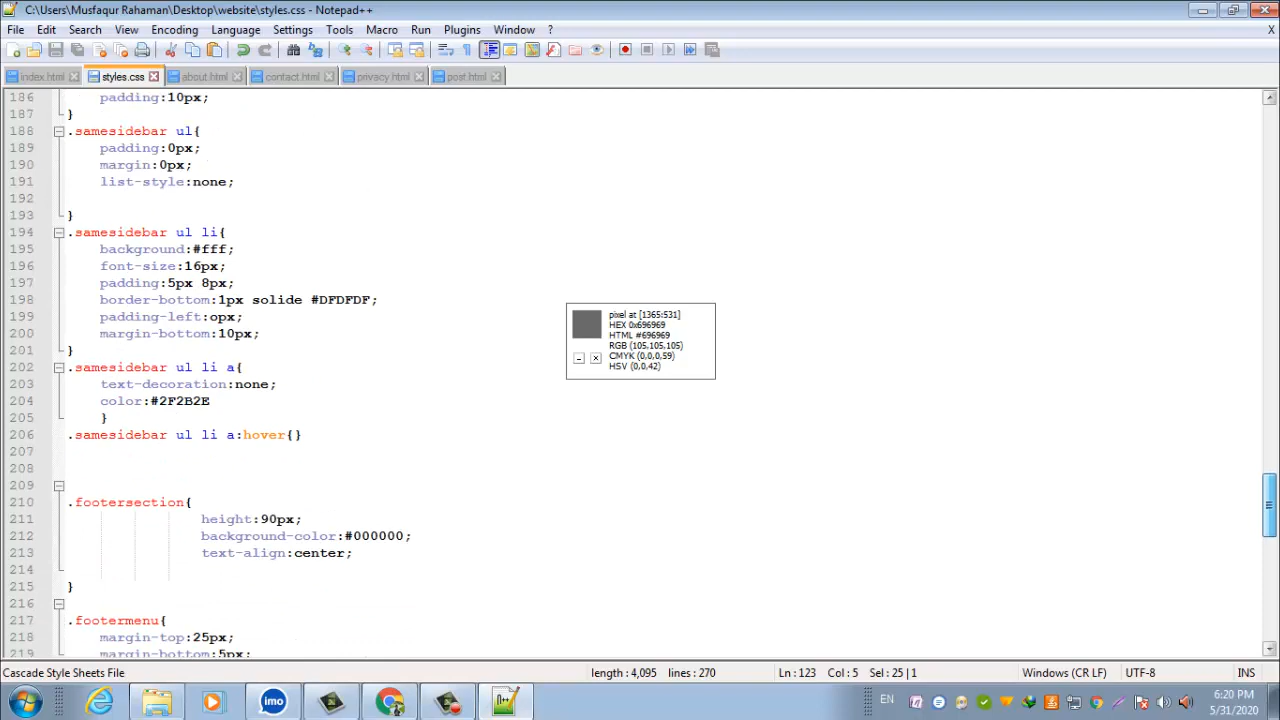 C:\Users\Musfaqur Rahaman\Desktop\website\styles.css - Notepad++
File Edit Search View Encoding Language Settings Tools Macro Run Plugins Window ? X
index.html styles.css about.html contact.html privacy.html post.html
186 padding:10px;
187 }
188 .samesidebar ul{
189 padding:0px;
190 margin:0px;
191 list-style:none;
192
193 }
194 .samesidebar ul li{
195 background:#fff;
196 font-size:16px;
197 padding:5px 8px;
198 border-bottom:1px solide #DFDFDF;
199 padding-left:opx;
200 margin-bottom:10px;
201 }
202 .samesidebar ul li a{
203 text-decoration:none;
204 color:#2F2B2E
205 }
206 .samesidebar ul li a:hover{}
207
208
209
210 .footersection{
211 height:90px;
212 background-color:#000000;
213 text-align:center;
214
215 }
216
217 .footermenu{
218 margin-top:25px;
219 margin-bottom:5px;
pixel at [1365:531]
HEX 0x696969
HTML #696969
RGB (105,105,105)
CMYK (0,0,0,59)
HSV (0,0,42)
Cascade Style Sheets File length : 4,095 lines : 270 Ln : 123 Col : 5 Sel : 25 | 1 Windows (CR LF) UTF-8 INS
imo
EN
6:20 PM
5/31/2020